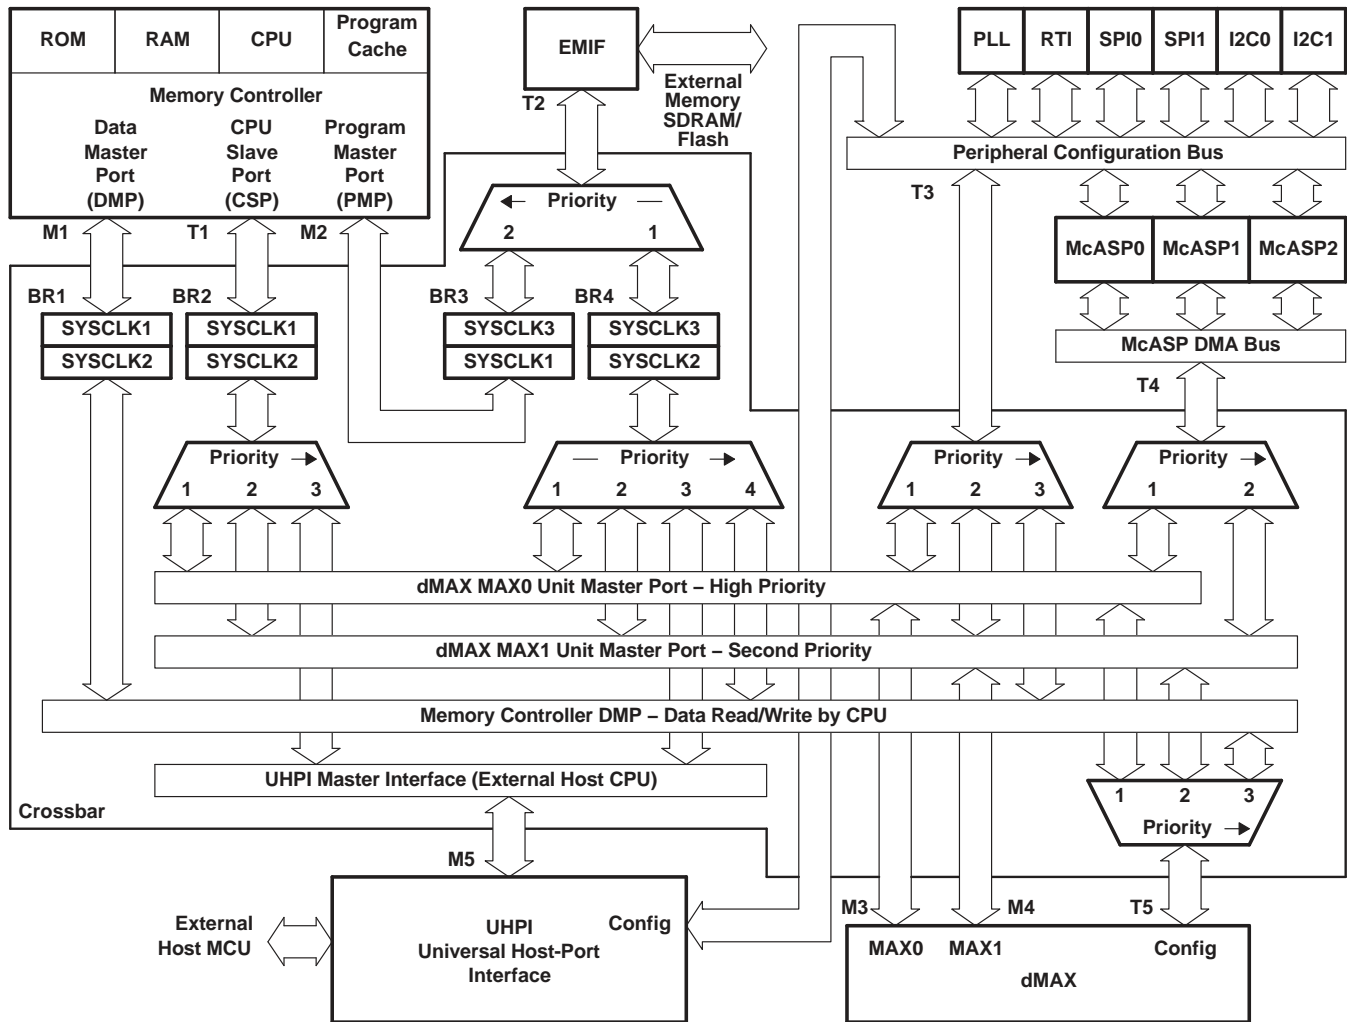 ROM
RAM
CPU
Program
Cache
Memory Controller
Data
Master
Port
(DMP)
CPU
Slave
Port
(CSP)
Program
Master
Port
(PMP)
EMIF
External
Memory
SDRAM/
Flash
PLL
RTI
SPI0
SPI1
I2C0
I2C1
Peripheral Configuration Bus
M1
T1
M2
T2
T3
Priority
2
1
McASP0
McASP1
McASP2
McASP DMA Bus
T4
BR1
BR2
BR3
BR4
SYSCLK1
SYSCLK2
SYSCLK1
SYSCLK2
SYSCLK3
SYSCLK1
SYSCLK3
SYSCLK2
Priority
1 2 3
Priority
1 2 3 4
Priority
1 2 3
Priority
1 2
dMAX MAX0 Unit Master Port – High Priority
dMAX MAX1 Unit Master Port – Second Priority
Memory Controller DMP – Data Read/Write by CPU
UHPI Master Interface (External Host CPU)
1 2 3
Priority
Crossbar
M5
M3
M4
T5
External
Host MCU
UHPI
Universal Host-Port
Interface
Config
MAX0
MAX1
Config
dMAX